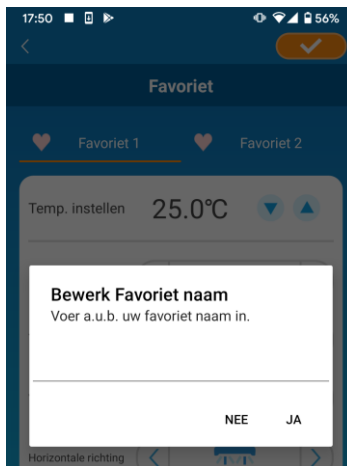 17:50 56%
Favoriet
Favoriet 1 Favoriet 2
Temp. instellen 25.0°C
Bewerk Favoriet naam
Voer a.u.b. uw favoriet naam in.
NEE JA
Horizontale richting